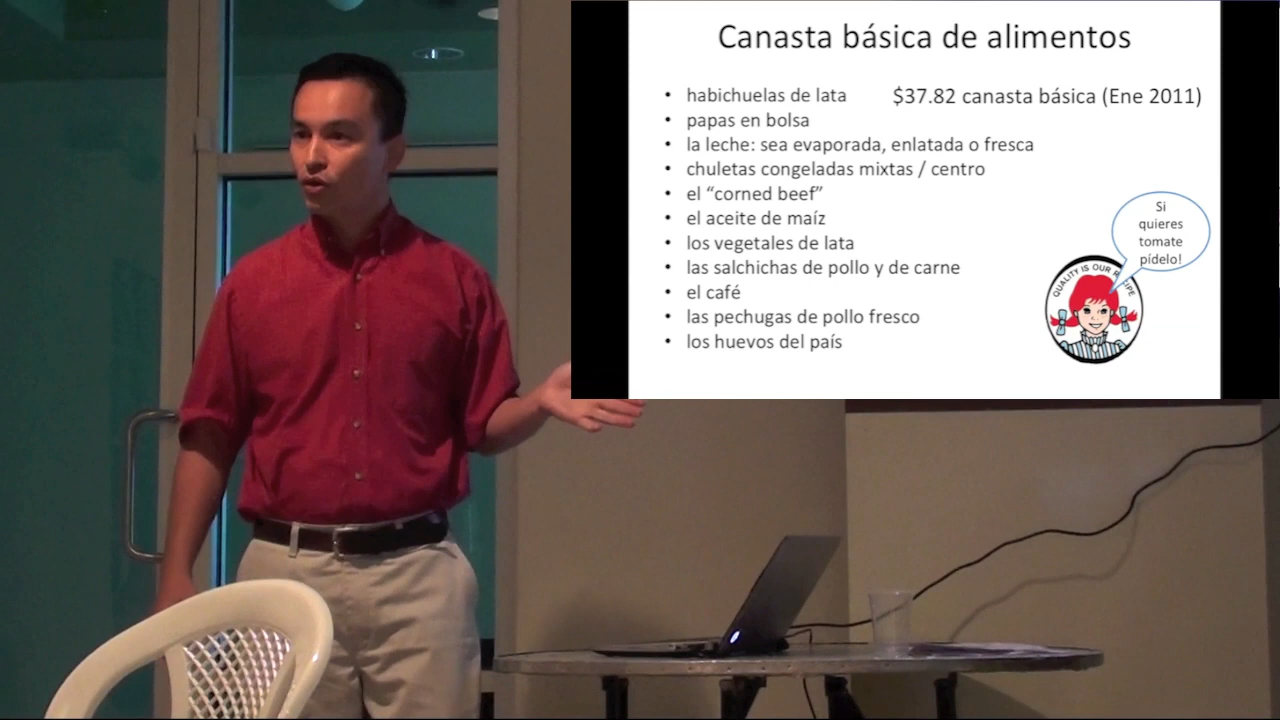 Canasta básica de alimentos
• habichuelas de lata
$37.82 canasta básica (Ene 2011)
• papas en bolsa
• la leche: sea evaporada, enlatada o fresca
• chuletas congeladas mixtas / centro
• el “corned beef”
• el aceite de maíz
• los vegetales de lata
• las salchichas de pollo y de carne
• el café
• las pechugas de pollo fresco
• los huevos del país
Si
quieres
tomate
pídelo!
QUALITY IS OUR